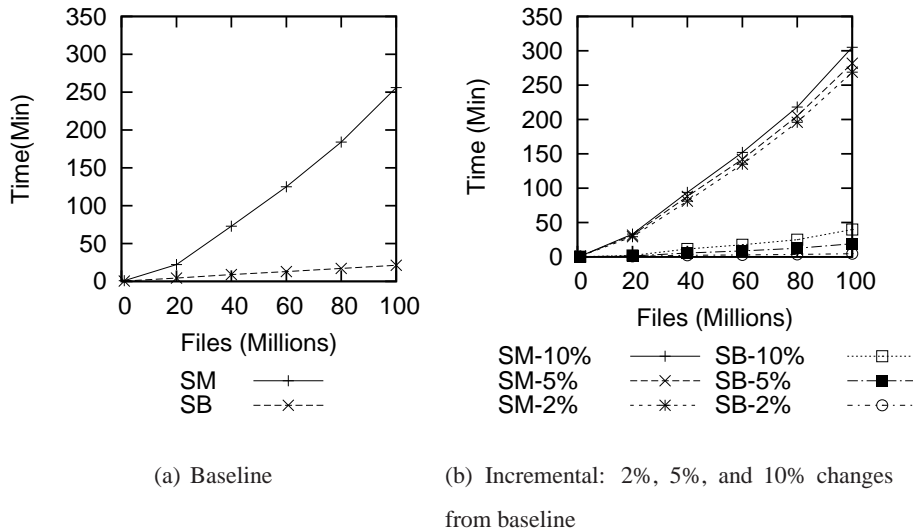 350
300
250
200
150
100
50
0
Time(Min)
0 20 40 60 80 100
Files (Millions)
SM
SB
(a) Baseline
350
300
250
200
150
100
50
0
Time (Min)
0 20 40 60 80 100
Files (Millions)
SM-10% SB-10%
SM-5% SB-5%
SM-2% SB-2%
(b) Incremental: 2%, 5%, and 10% changes
from baseline